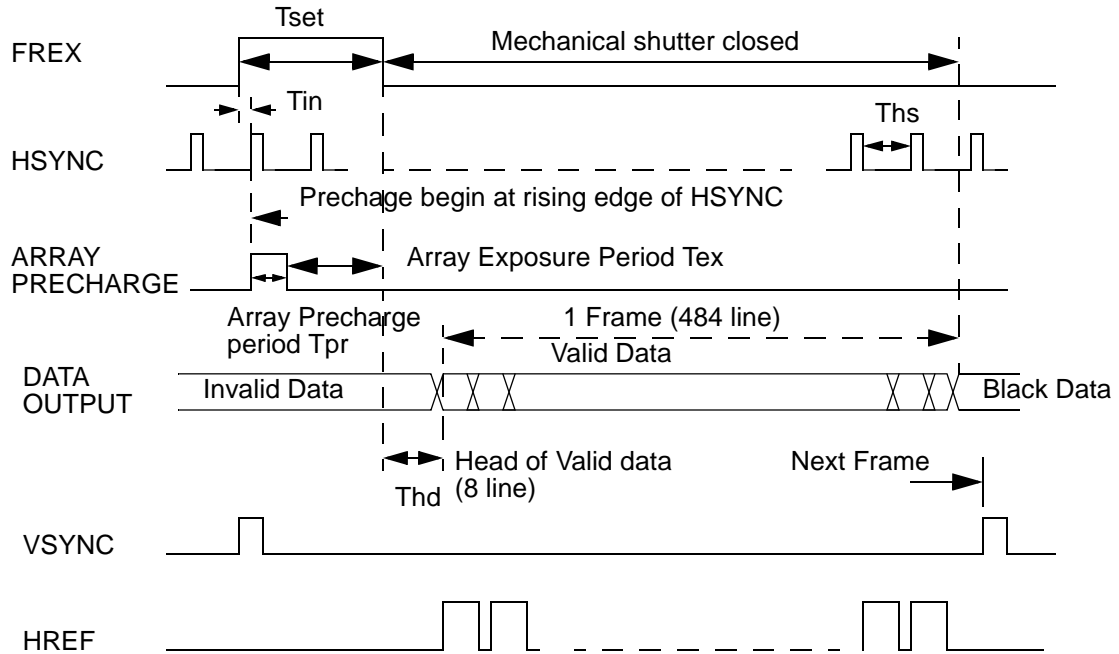 Tset
FREX
Mechanical shutter closed
Tin
Ths
HSYNC
Prechage begin at rising edge of HSYNC
ARRAY
PRECHARGE
Array Exposure Period Tex
Array Precharge
period Tpr
1 Frame (484 line)
Valid Data
DATA
OUTPUT
Invalid Data
Black Data
Head of Valid data
(8 line)
Thd
Next Frame
VSYNC
HREF